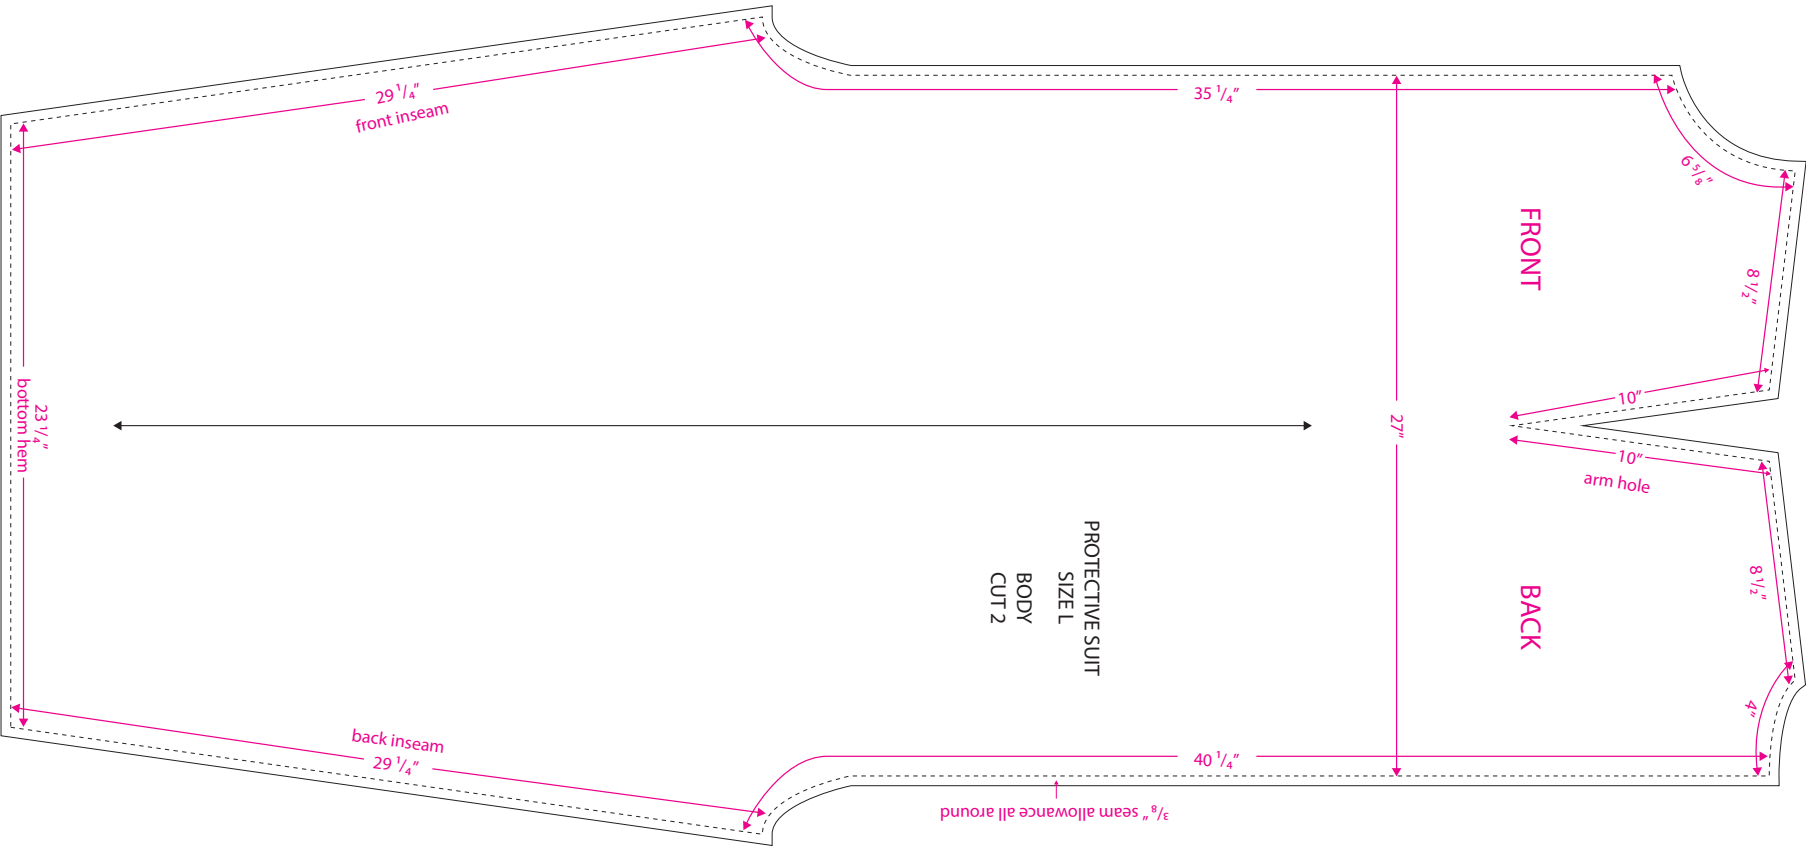 29 1/4"
front inseam
35 1/4"
6 5/8"
FRONT
8 1/2"
10"
27"
23 1/4"
bottom hem
10"
arm hole
PROTECTIVE SUIT
SIZE L
BODY
CUT 2
BACK
8 1/2"
4"
back inseam
29 1/4"
40 1/4"
3/8" seam allowance all around